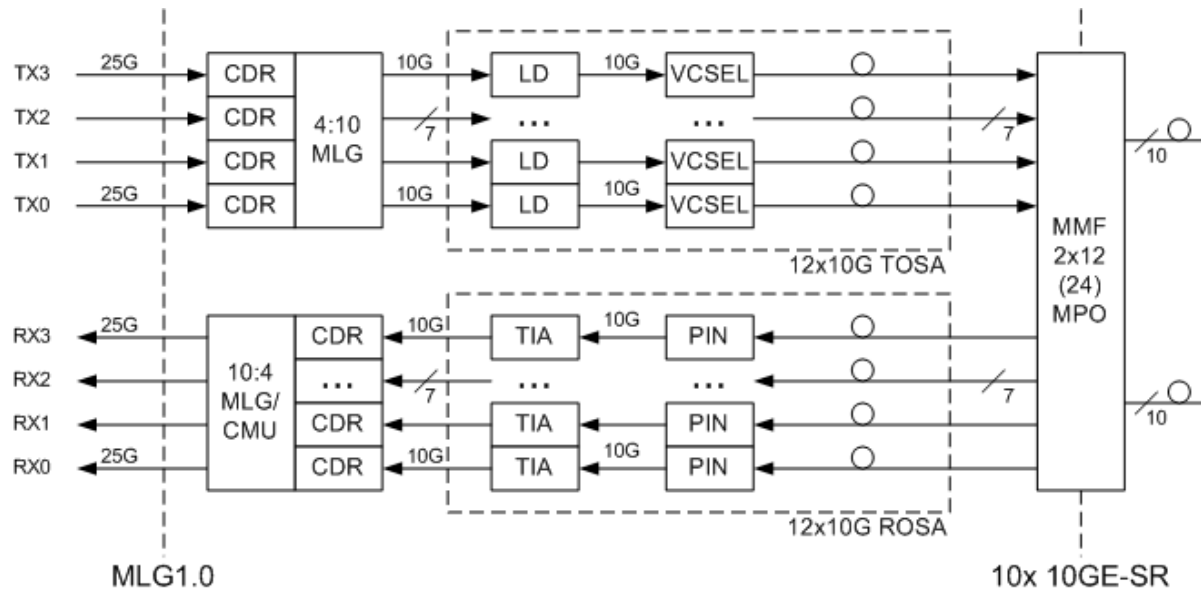 TX3 25G CDR 10G LD 10G VCSEL
TX2 CDR 7 ... ... 7
4:10
MLG
10
TX1 CDR LD VCSEL
TX0 25G CDR 10G LD 10G VCSEL
12x10G TOSA
MMF
2x12
(24)
MPO
RX3 25G CDR 10G TIA 10G PIN
RX2 ... 7 ... ... 7
10:4
MLG/
CMU
10
RX1 CDR TIA PIN
RX0 25G CDR 10G TIA 10G PIN
12x10G ROSA
MLG1.0
10x 10GE-SR